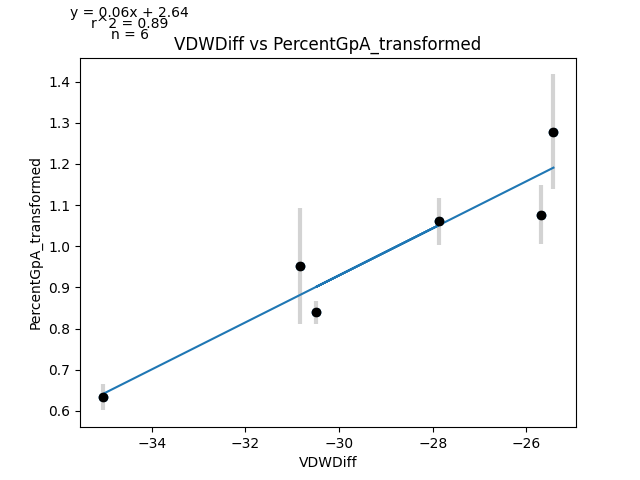 y = 0.06x + 2.64
r^2 = 0.89
n = 6
VDWDiff vs PercentGpA_transformed
1.4
1.3
1.2
1.1
1.0
0.9
0.8
0.7
0.6
PercentGpA_transformed
−34 −32 −30 −28 −26
VDWDiff